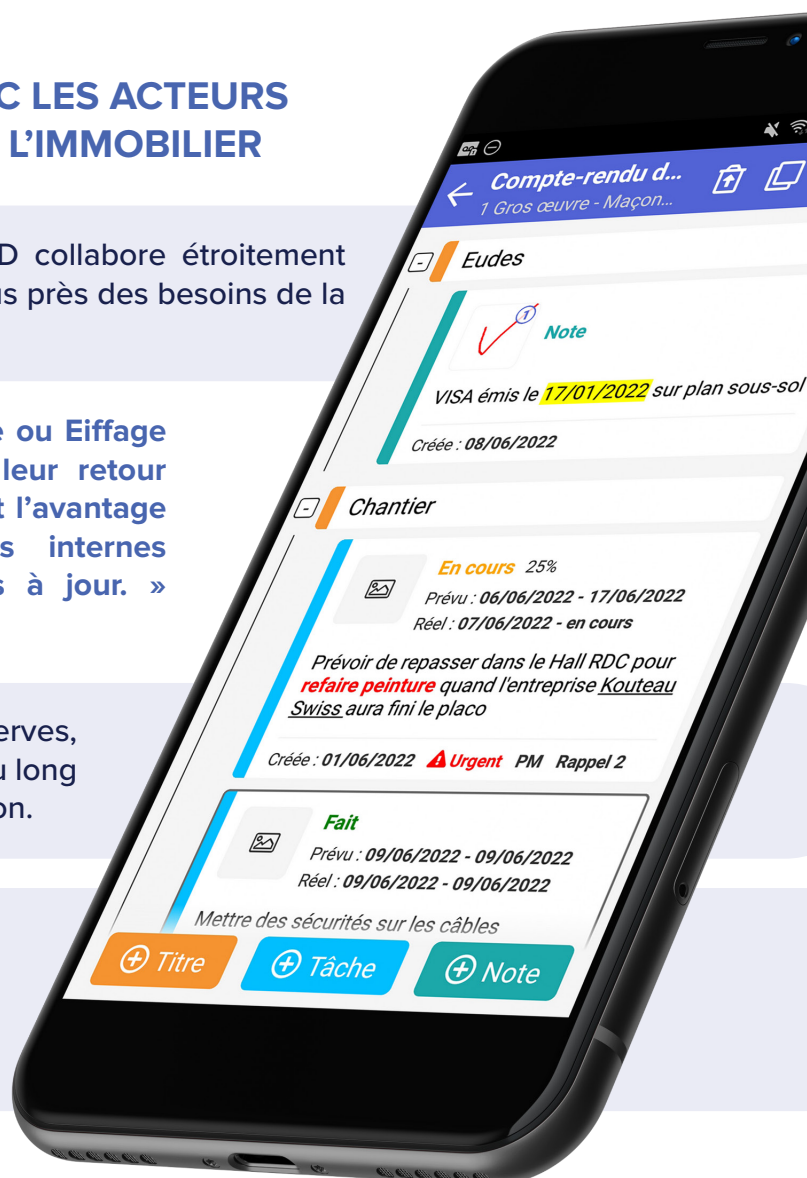 C LES ACTEURS
L'IMMOBILIER
D collabore étroitement
us près des besoins de la
e ou Eiffage
leur retour
t l'avantage
s internes
s à jour. »
erves,
u long
on.
Compte-rendu d...
1 Gros œuvre - Maçon...
- Eudes
1
Note
VISA émis le 17/01/2022 sur plan sous-sol
Créée : 08/06/2022
- Chantier
En cours 25%
Prévu : 06/06/2022 - 17/06/2022
Réel : 07/06/2022 - en cours
Prévoir de repasser dans le Hall RDC pour
refaire peinture quand l'entreprise Kouteau
Swiss aura fini le placo
Créée : 01/06/2022 Urgent PM Rappel 2
Fait
Prévu : 09/06/2022 - 09/06/2022
Réel : 09/06/2022 - 09/06/2022
Mettre des sécurités sur les câbles
Titre
Tâche
Note